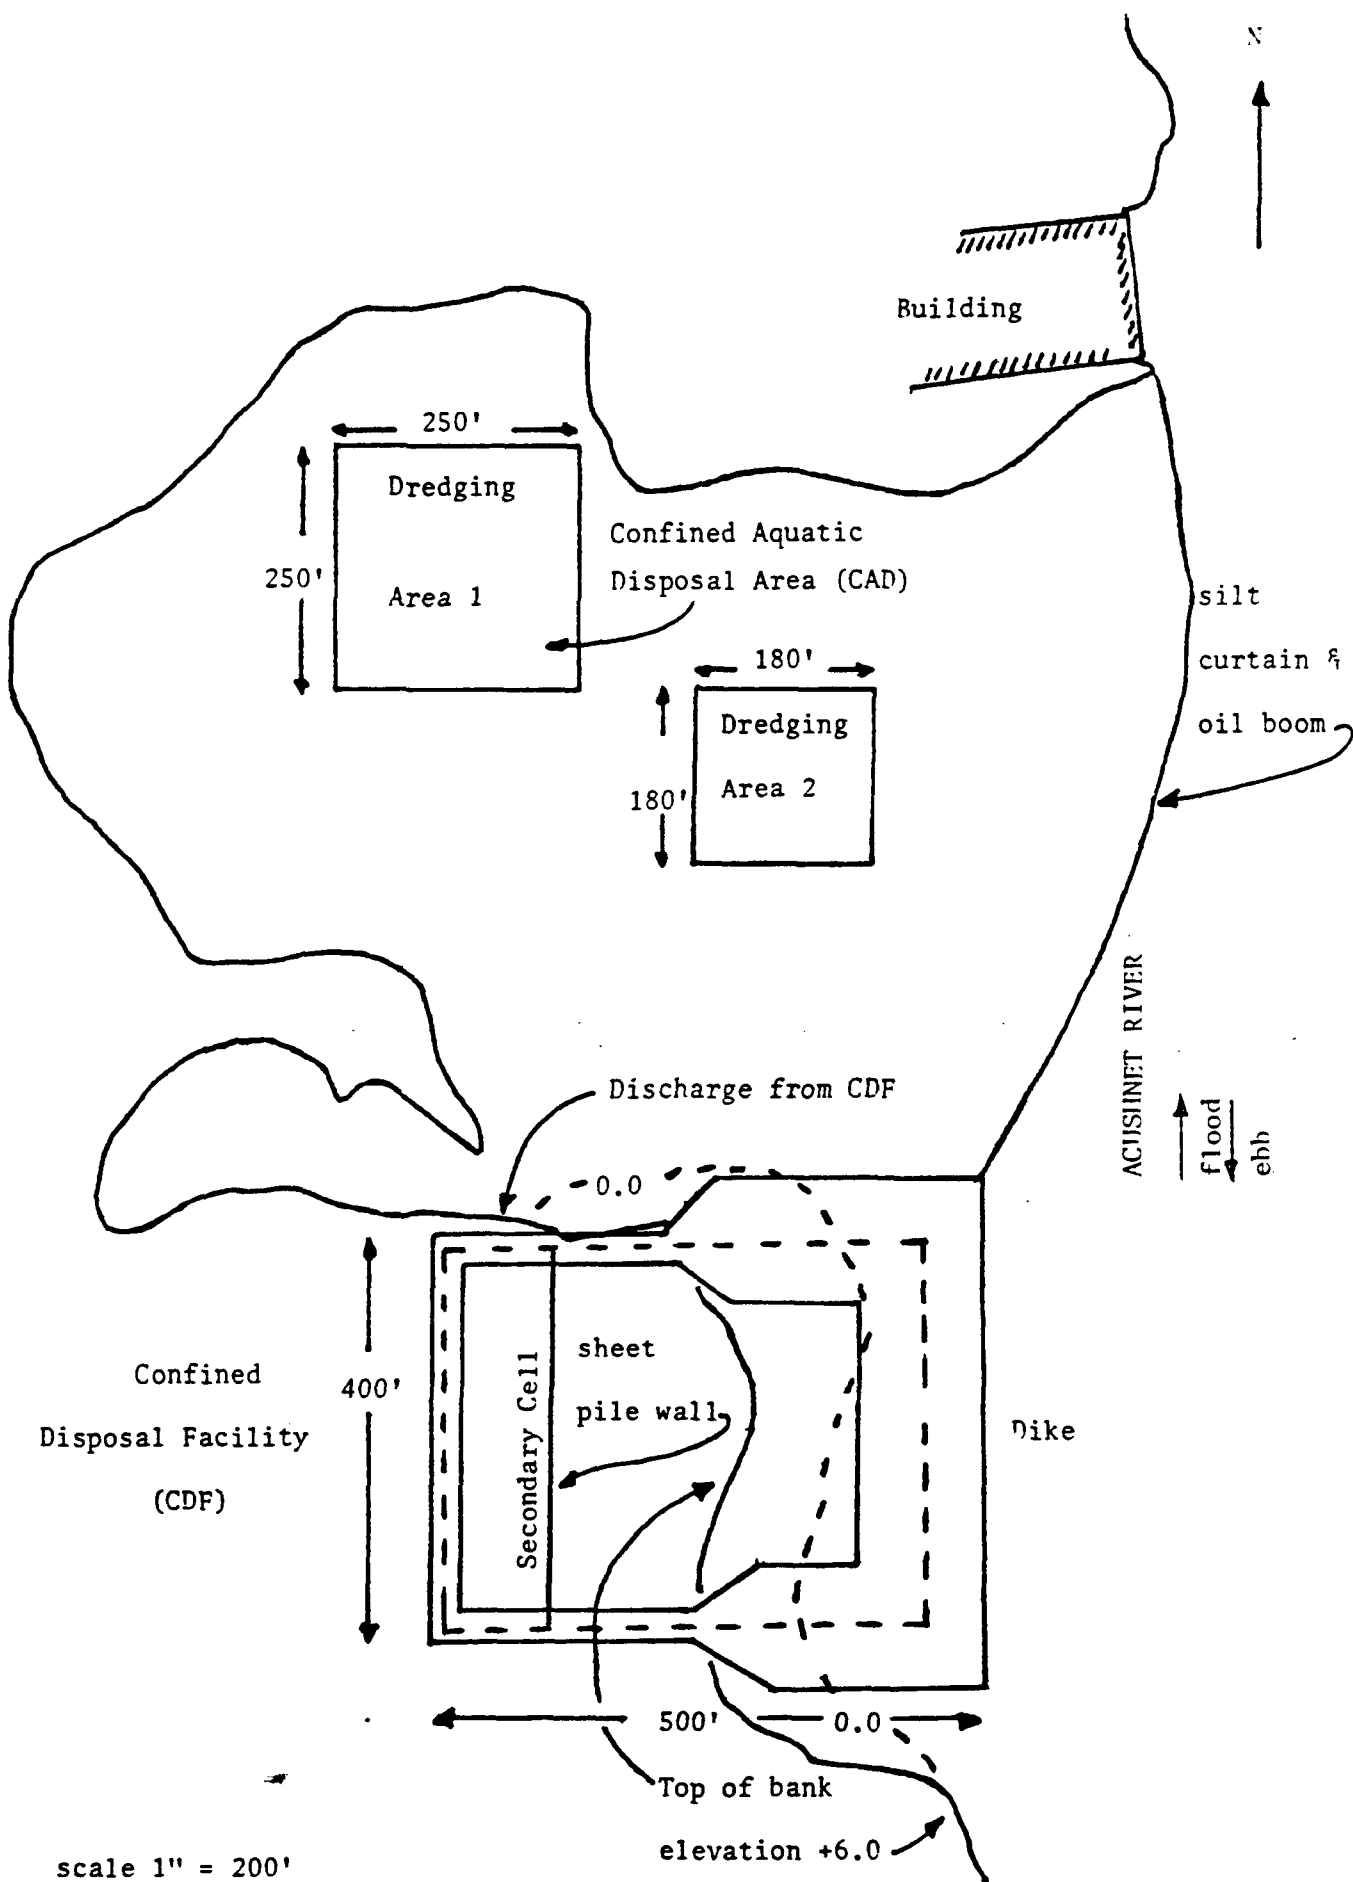 N
Building
250'
Dredging
250'
Area 1
Confined Aquatic
Disposal Area (CAD)
180'
Dredging
180'
Area 2
silt
curtain &
oil boom
ACUSHNET RIVER
flood
ebb
Discharge from CDF
0.0
Confined
Disposal Facility
(CDF)
400'
Secondary Cell
sheet
pile wall
Dike
500'
0.0
Top of bank
elevation +6.0
scale 1" = 200'